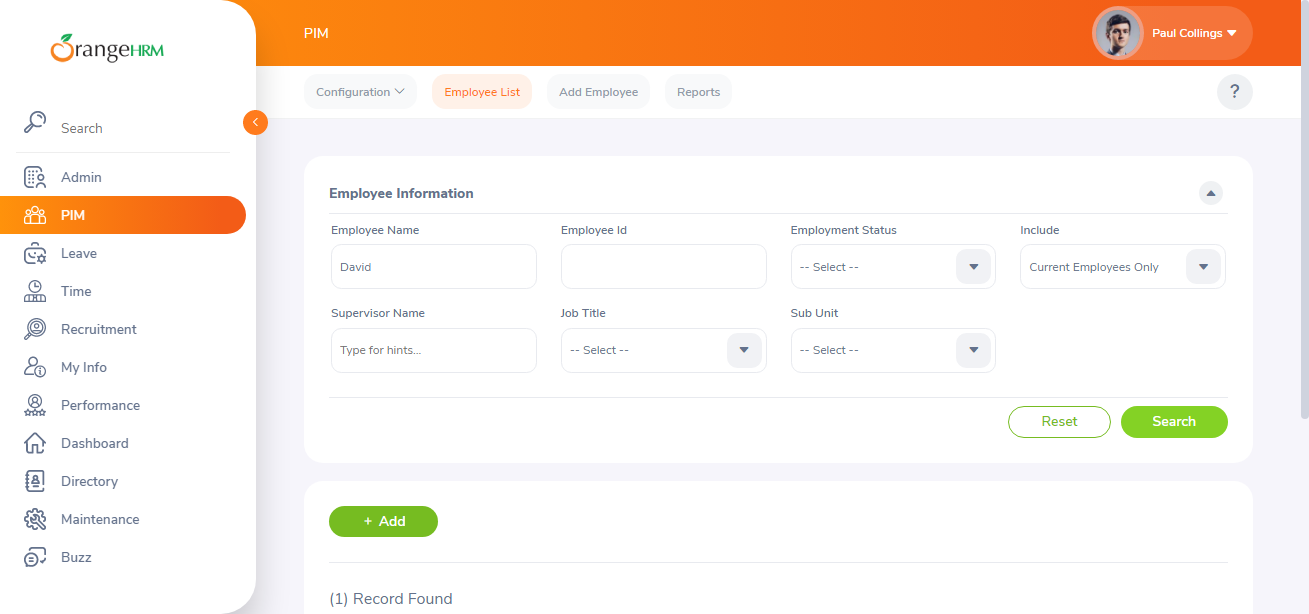 OrangeHRM
PIM
Paul Collings
Configuration
Employee List
Add Employee
Reports
?
Search
Admin
PIM
Leave
Time
Recruitment
My Info
Performance
Dashboard
Directory
Maintenance
Buzz
Employee Information
Employee Name
Employee Id
Employment Status
Include
David
-- Select --
Current Employees Only
Supervisor Name
Job Title
Sub Unit
Type for hints...
-- Select --
-- Select --
Reset
Search
+ Add
(1) Record Found